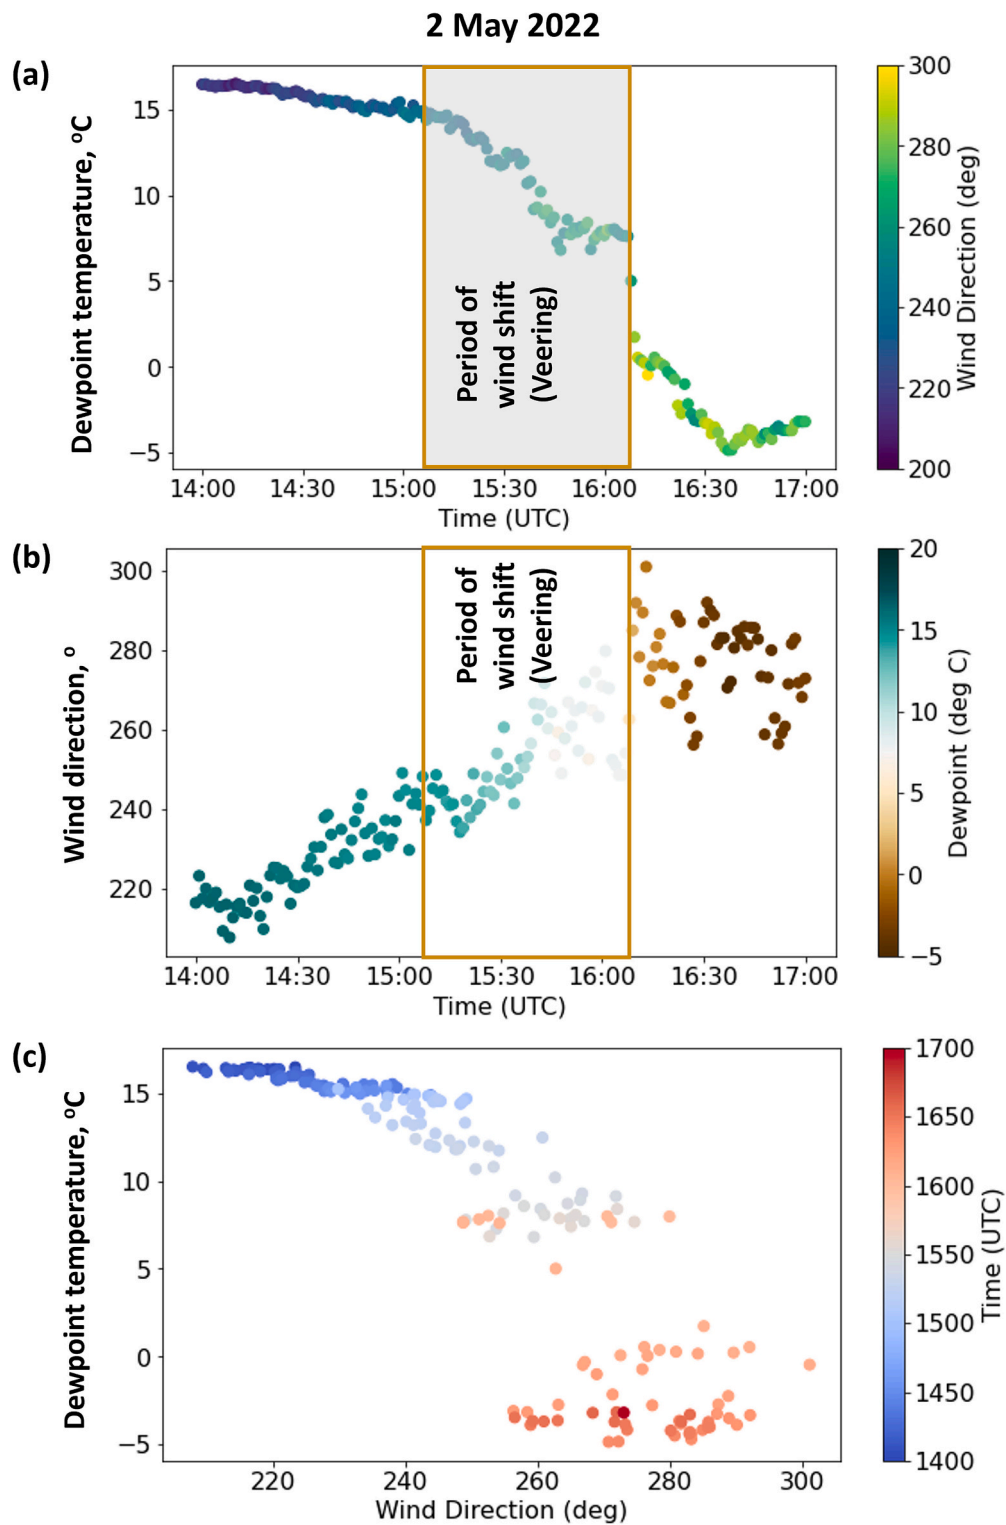 2 May 2022
(a)
Dewpoint temperature, ºC
15
10
5
0
−5
Period of
wind shift
(Veering)
14:00 14:30 15:00 15:30 16:00 16:30 17:00
Time (UTC)
300
280
260
240
220
200
Wind Direction (deg)
(b)
Wind direction, º
300
280
260
240
220
Period of
wind shift
(Veering)
14:00 14:30 15:00 15:30 16:00 16:30 17:00
Time (UTC)
20
15
10
5
0
−5
Dewpoint (deg C)
(c)
Dewpoint temperature, ºC
15
10
5
0
−5
220 240 260 280 300
Wind Direction (deg)
1700
1650
1600
1550
1500
1450
1400
Time (UTC)